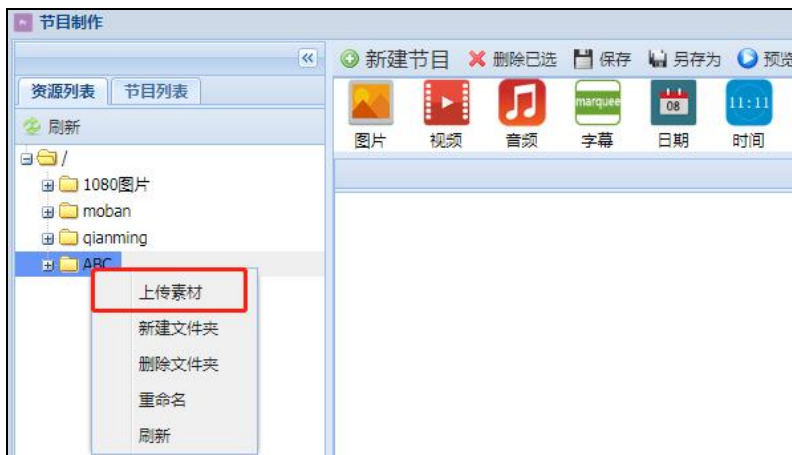 节目制作
新建节目 删除已选 保存 另存为 预览
资源列表 节目列表
刷新
marquee 08 11:11
图片 视频 音频 字幕 日期 时间
/
1080图片
moban
qianming
ABC
上传素材
新建文件夹
删除文件夹
重命名
刷新